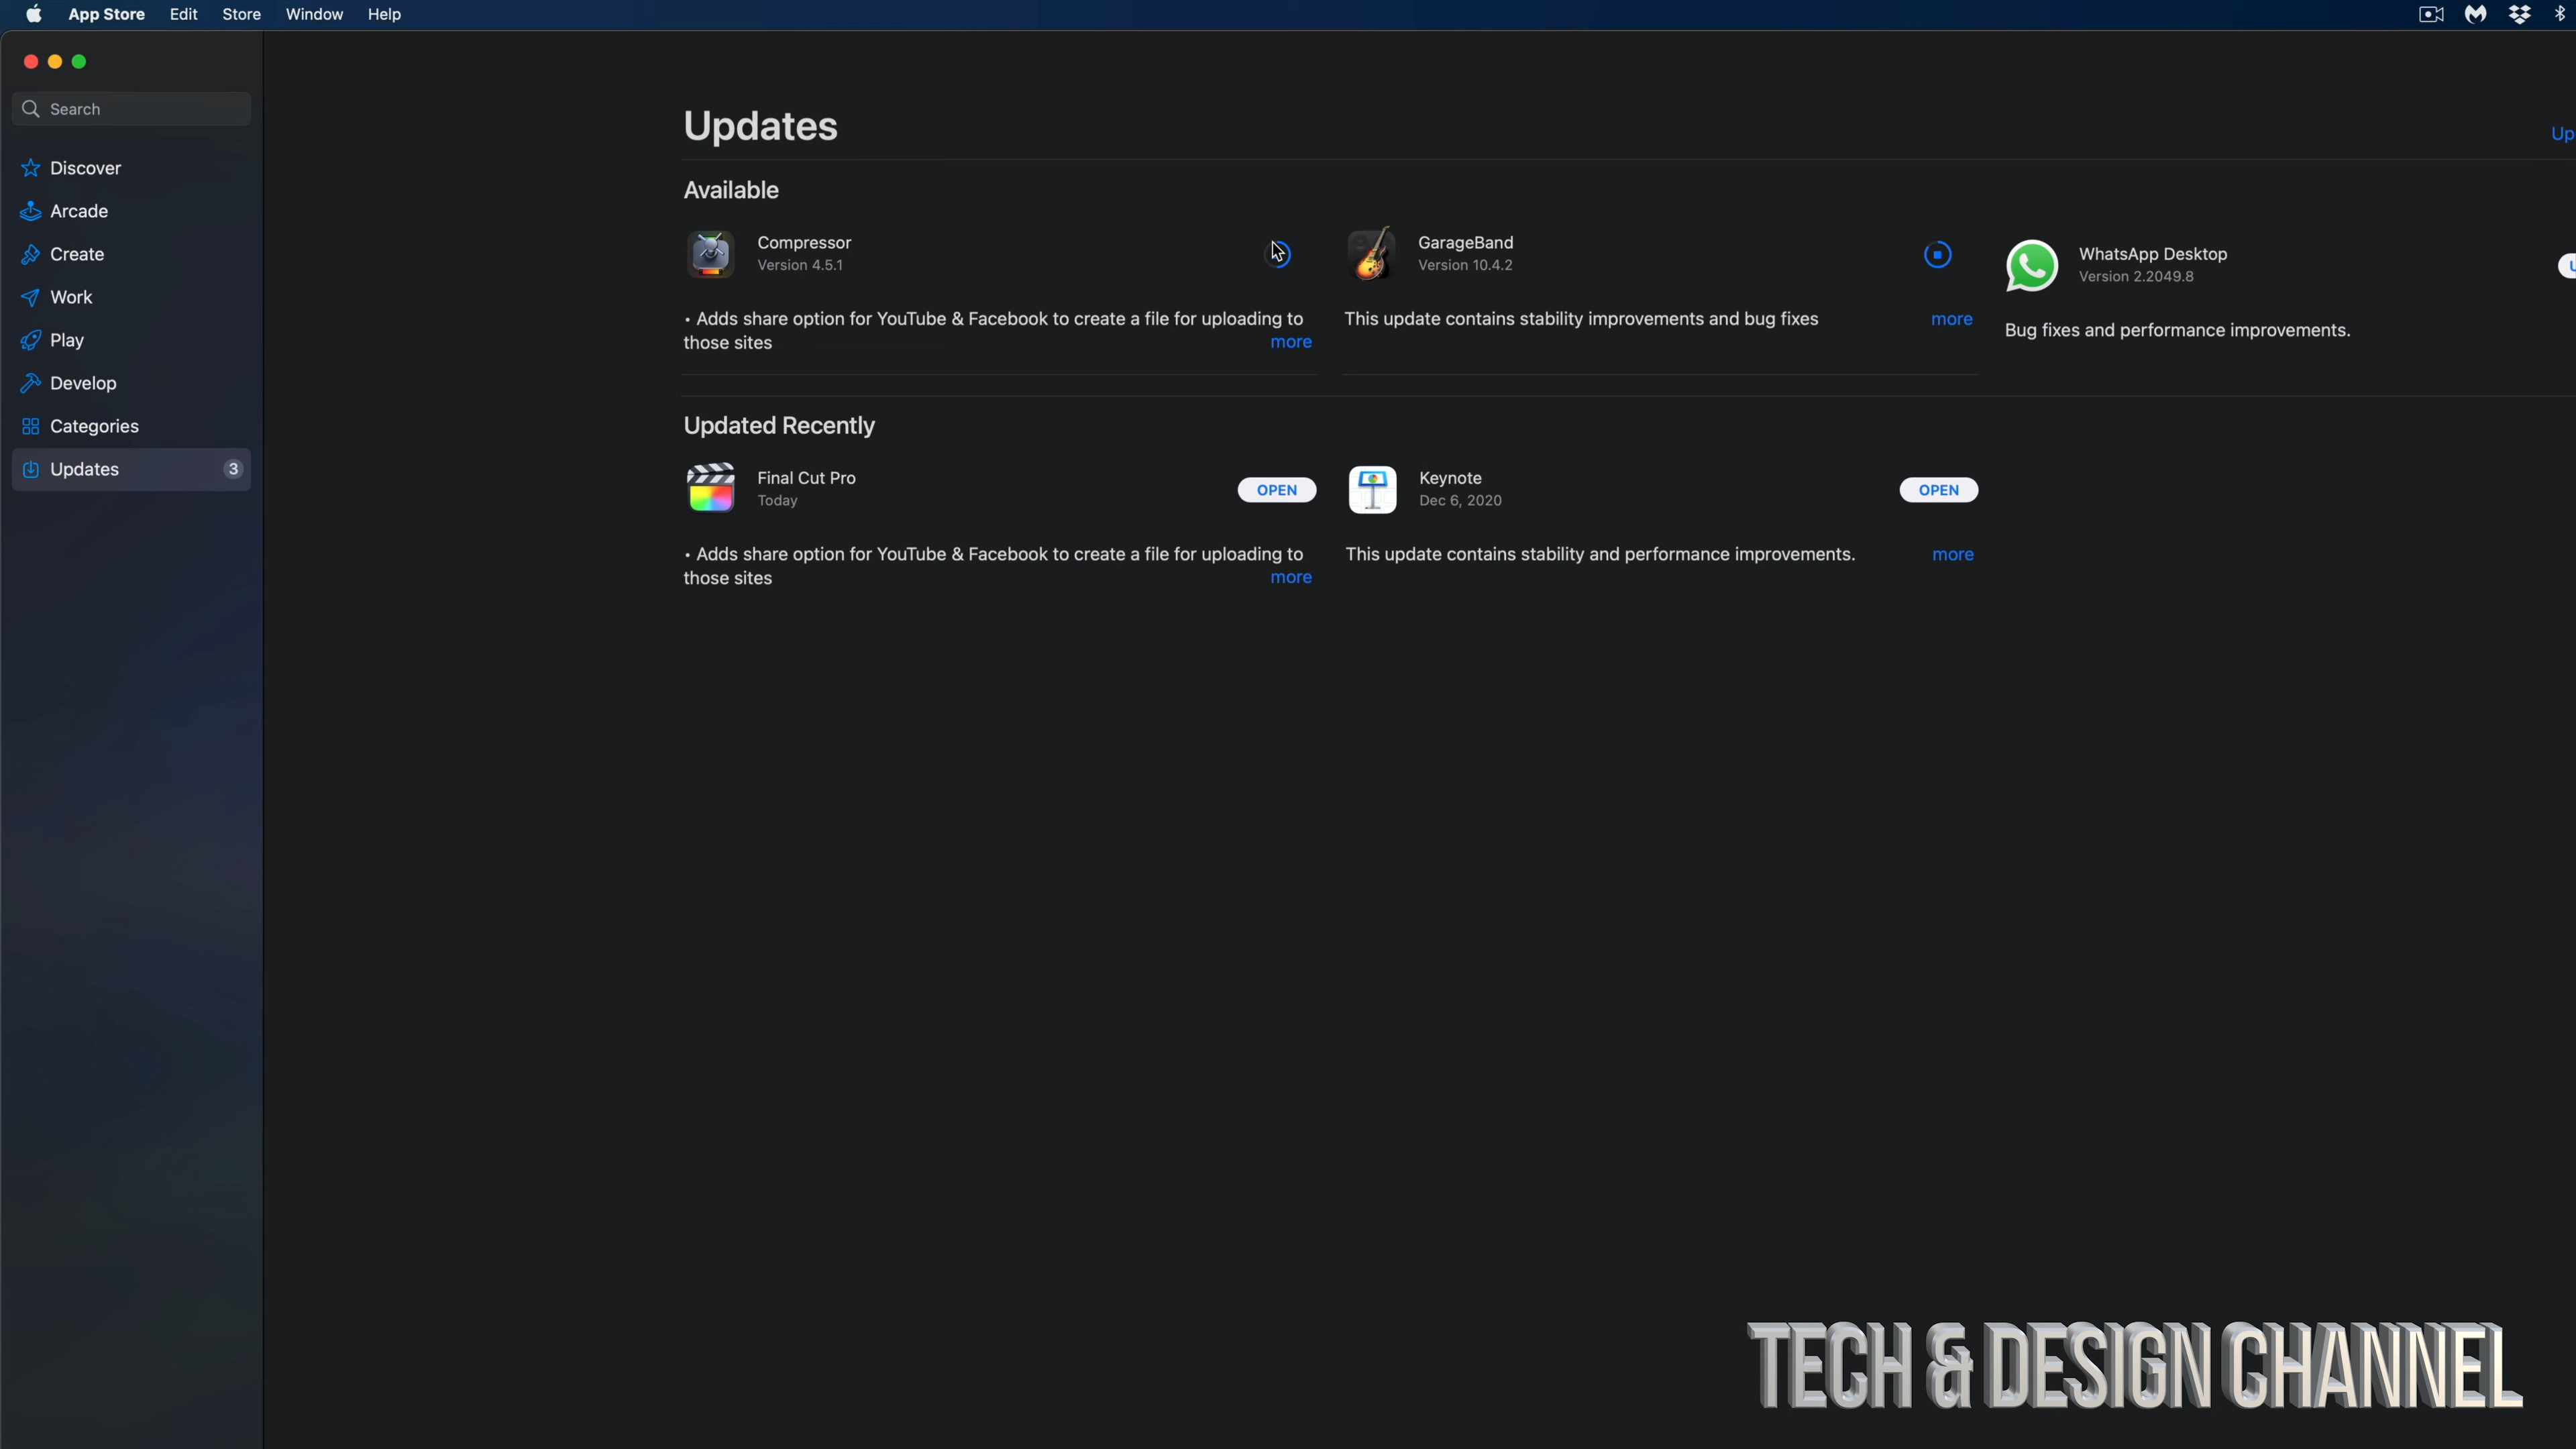 App Store Edit Store Window Help
Search
Discover
Arcade
Create
Work
Play
Develop
Categories
Updates 3
Updates
Up
Available
Compressor
Version 4.5.1
• Adds share option for YouTube & Facebook to create a file for uploading to
those sites more
GarageBand
Version 10.4.2
This update contains stability improvements and bug fixes more
WhatsApp Desktop
Version 2.2049.8
Bug fixes and performance improvements.
Updated Recently
Final Cut Pro
Today
OPEN
• Adds share option for YouTube & Facebook to create a file for uploading to
those sites more
Keynote
Dec 6, 2020
OPEN
This update contains stability and performance improvements. more
TECH & DESIGN CHANNEL